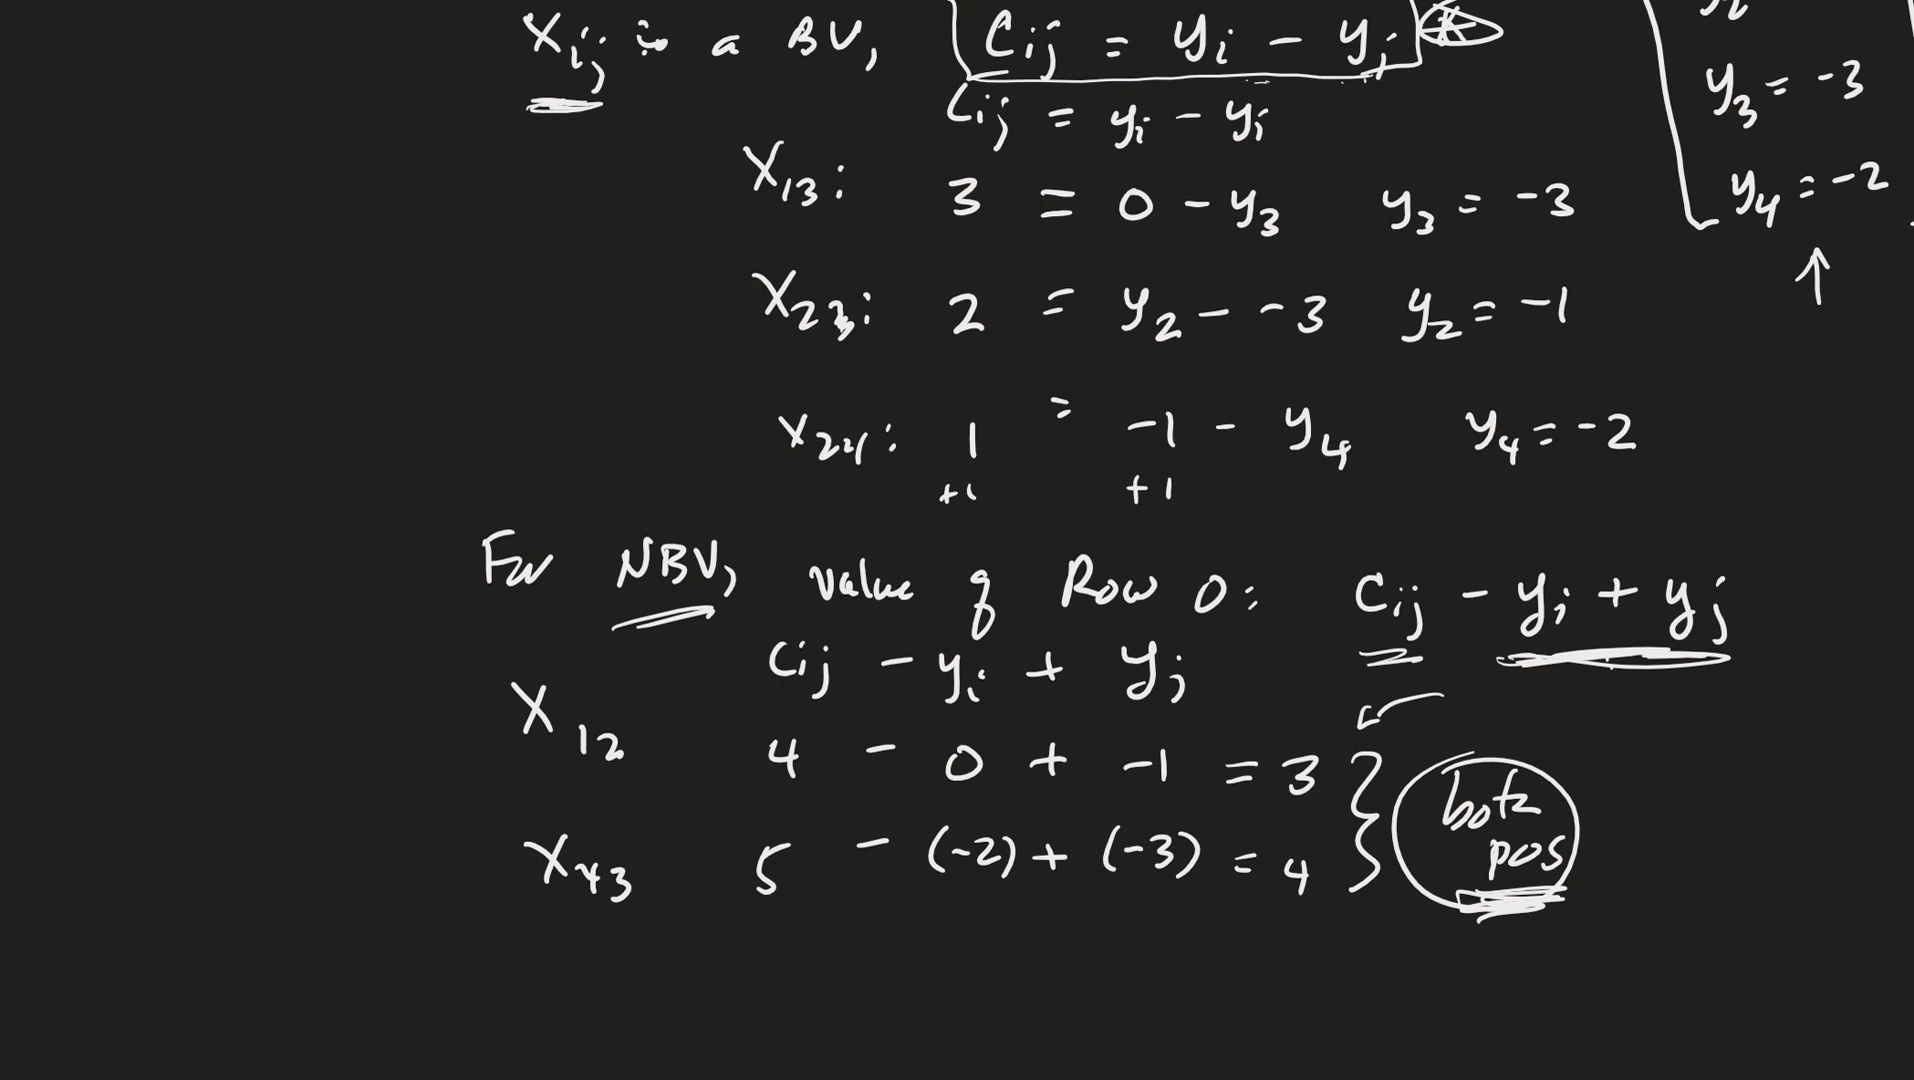 X_ij is a BV, C_ij = y_i - y_j *
C_ij = y_i - y_j
X_13: 3 = 0 - y_3 y_3 = -3
X_23: 2 = y_2 - -3 y_2 = -1
X_24: 1 = -1 - y_4 y_4 = -2
+1 +1
For NBV, value of Row 0: C_ij - y_i + y_j
C_ij - y_i + y_j
X_12 4 - 0 + -1 = 3
X_43 5 - (-2) + (-3) = 4
both
pos
y_2
y_3 = -3
y_4 = -2